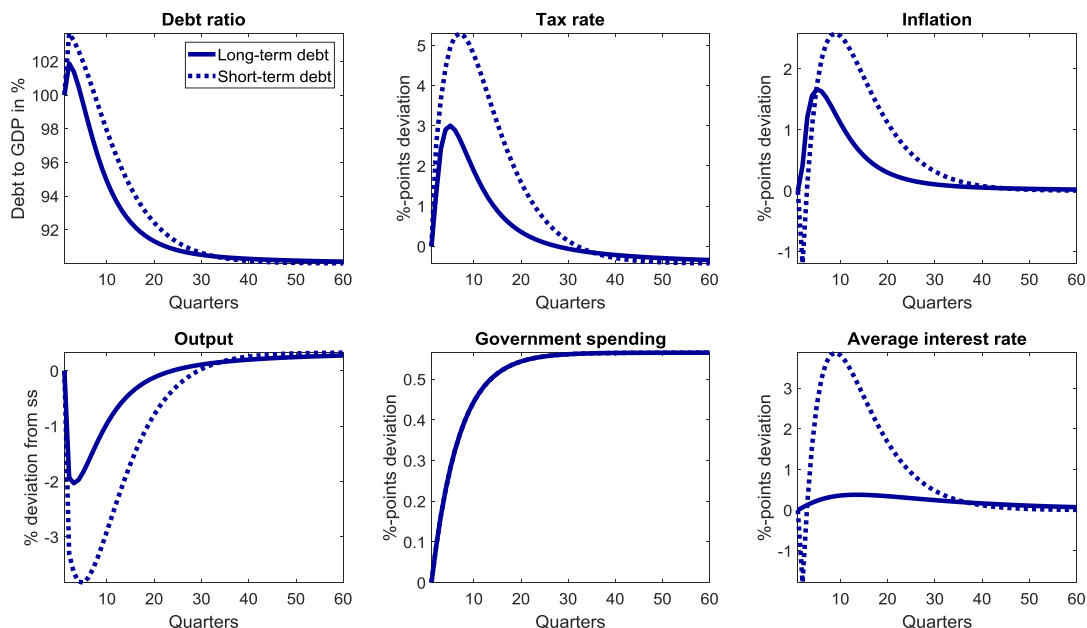 Debt ratio
Debt to GDP in %
102
100
98
96
94
92
10 20 30 40 50 60
Quarters
Long-term debt
Short-term debt
Tax rate
%-points deviation
5
4
3
2
1
0
10 20 30 40 50 60
Quarters
Inflation
%-points deviation
2
1
0
-1
10 20 30 40 50 60
Quarters
Output
% deviation from ss
0
-1
-2
-3
10 20 30 40 50 60
Quarters
Government spending
%-points deviation
0.5
0.4
0.3
0.2
0.1
0
10 20 30 40 50 60
Quarters
Average interest rate
%-points deviation
3
2
1
0
-1
10 20 30 40 50 60
Quarters